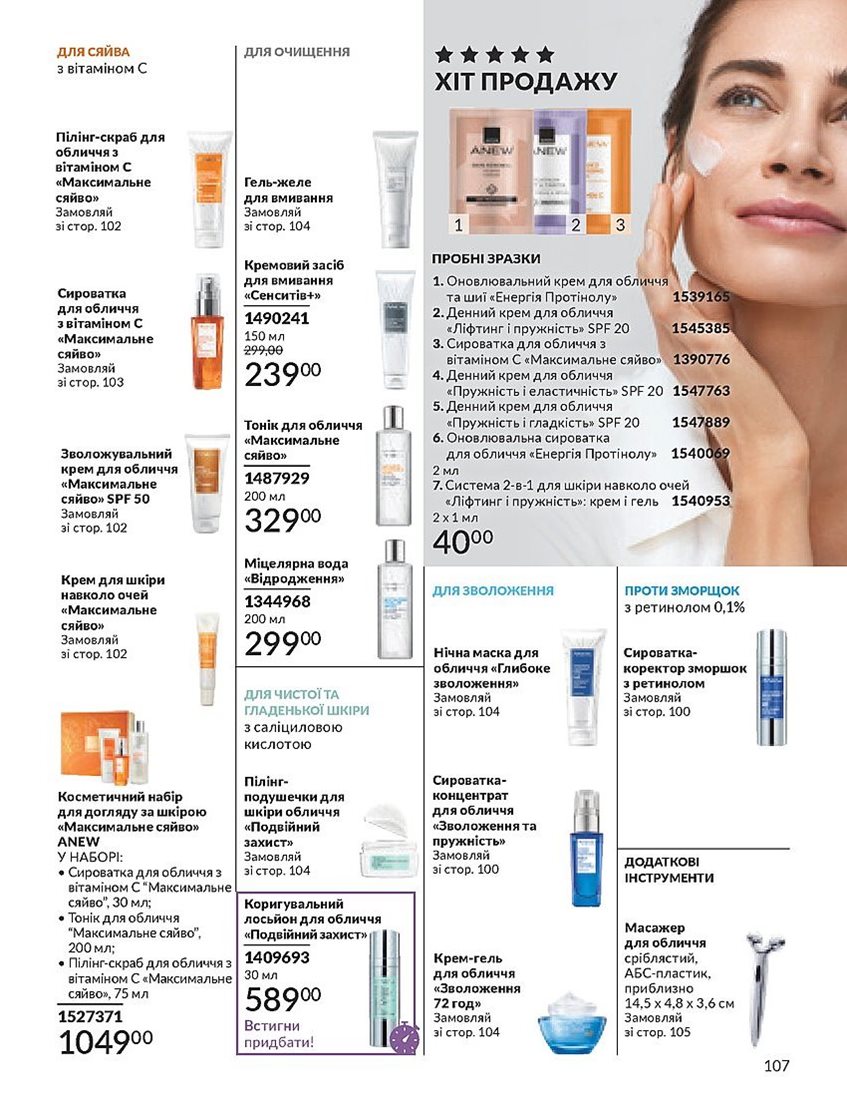 ДЛЯ СЯЙВА
з вітаміном С
Пілінг-скраб для
обличчя з
вітаміном С
«Максимальне
сяйво»
Замовляй
зі стор. 102
Сироватка
для обличчя
з вітаміном С
«Максимальне
сяйво»
Замовляй
зі стор. 103
Зволожувальний
крем для обличчя
«Максимальне
сяйво» SPF 50
Замовляй
зі стор. 102
Крем для шкіри
навколо очей
«Максимальне
сяйво»
Замовляй
зі стор. 102
Косметичний набір
для догляду за шкірою
«Максимальне сяйво»
ANEW
У НАБОРІ:
• Сироватка для обличчя з
вітаміном С "Максимальне
сяйво", 30 мл;
• Тонік для обличчя
"Максимальне сяйво",
200 мл;
• Пілінг-скраб для обличчя з
вітаміном С «Максимальне
сяйво», 75 мл
1527371
104900
ДЛЯ ОЧИЩЕННЯ
Гель-желе
для вмивання
Замовляй
зі стор. 104
Кремовий засіб
для вмивання
«Сенситів+»
1490241
150 мл
299,00
23900
Тонік для обличчя
«Максимальне
сяйво»
1487929
200 мл
32900
Міцелярна вода
«Відродження»
1344968
200 мл
29900
ДЛЯ ЧИСТОЇ ТА
ГЛАДЕНЬКОЇ ШКІРИ
з саліциловою
кислотою
Пілінг-
подушечки для
шкіри обличчя
«Подвійний
захист»
Замовляй
зі стор. 104
Коригувальний
лосьйон для обличчя
«Подвійний захист»
1409693
30 мл
58900
Встигни
придбати!
ХІТ ПРОДАЖУ
ANEW
ANEW
1
2
3
ПРОБНІ ЗРАЗКИ
1. Оновлювальний крем для обличчя
та шиї «Енергія Протінолу» 1539165
2. Денний крем для обличчя
«Ліфтинг і пружність» SPF 20 1545385
3. Сироватка для обличчя з
вітаміном С «Максимальне сяйво» 1390776
4. Денний крем для обличчя
«Пружність і еластичність» SPF 20 1547763
5. Денний крем для обличчя
«Пружність і гладкість» SPF 20 1547889
6. Оновлювальна сироватка
для обличчя «Енергія Протінолу» 1540069
2 мл
7. Система 2-в-1 для шкіри навколо очей
«Ліфтинг і пружність»: крем і гель 1540953
2 х 1 мл
4000
ДЛЯ ЗВОЛОЖЕННЯ
Нічна маска для
обличчя «Глибоке
зволоження»
Замовляй
зі стор. 104
Сироватка-
концентрат
для обличчя
«Зволоження та
пружність»
Замовляй
зі стор. 100
Крем-гель
для обличчя
«Зволоження
72 год»
Замовляй
зі стор. 104
ПРОТИ ЗМОРЩОК
з ретинолом 0,1%
Сироватка-
коректор зморшок
з ретинолом
Замовляй
зі стор. 100
ДОДАТКОВІ
ІНСТРУМЕНТИ
Масажер
для обличчя
сріблястий,
АБС-пластик,
приблизно
14,5 х 4,8 х 3,6 см
Замовляй
зі стор. 105
107